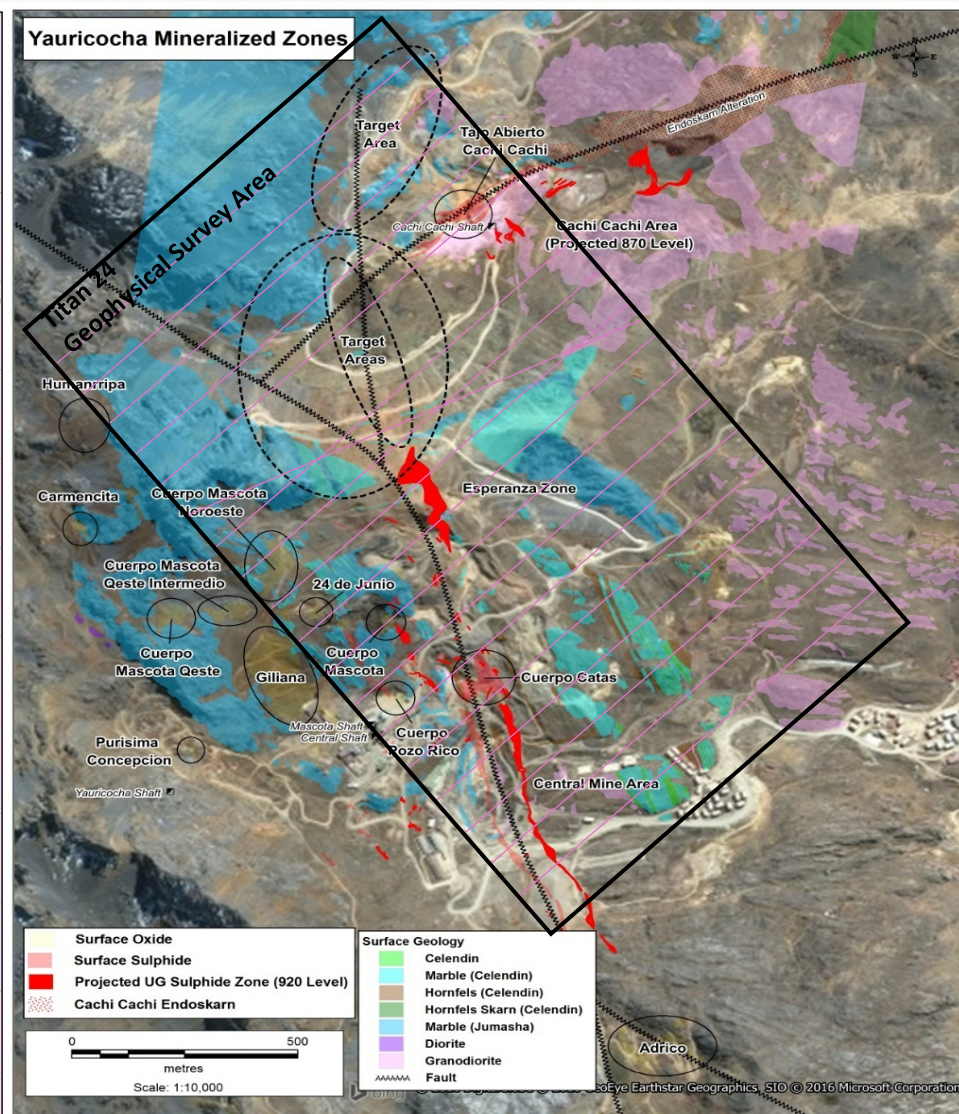 Yauricocha Mineralized Zones
W
E
S
Endoskarn Alteration
Target
Area
Tajo Abierto
Cachi Cachi
Cachi Cachi Shaft
Cachi Cachi Area
(Projected 870 Level)
Titan 24
Geophysical Survey Area
Target
Areas
Humanrripa
Carmencita
Cuerpo Mascota
Noroeste
Esperanza Zone
Cuerpo Mascota
Qeste Intermedio
24 de Junio
Cuerpo
Mascota Qeste
Giliana
Cuerpo
Mascota
Cuerpo Catas
Mascota Shaft
Central Shaft
Cuerpo
Pozo Rico
Purisima
Concepcion
Yauricocha Shaft
Central Mine Area
Surface Oxide
Surface Sulphide
Projected UG Sulphide Zone (920 Level)
Cachi Cachi Endoskarn
0 500
metres
Scale: 1:10,000
Surface Geology
Celendin
Marble (Celendin)
Hornfels (Celendin)
Hornfels Skarn (Celendin)
Marble (Jumasha)
Diorite
Granodiorite
Fault
Adrico
bing
GeoEye Earthstar Geographics SIO © 2016 Microsoft Corporation